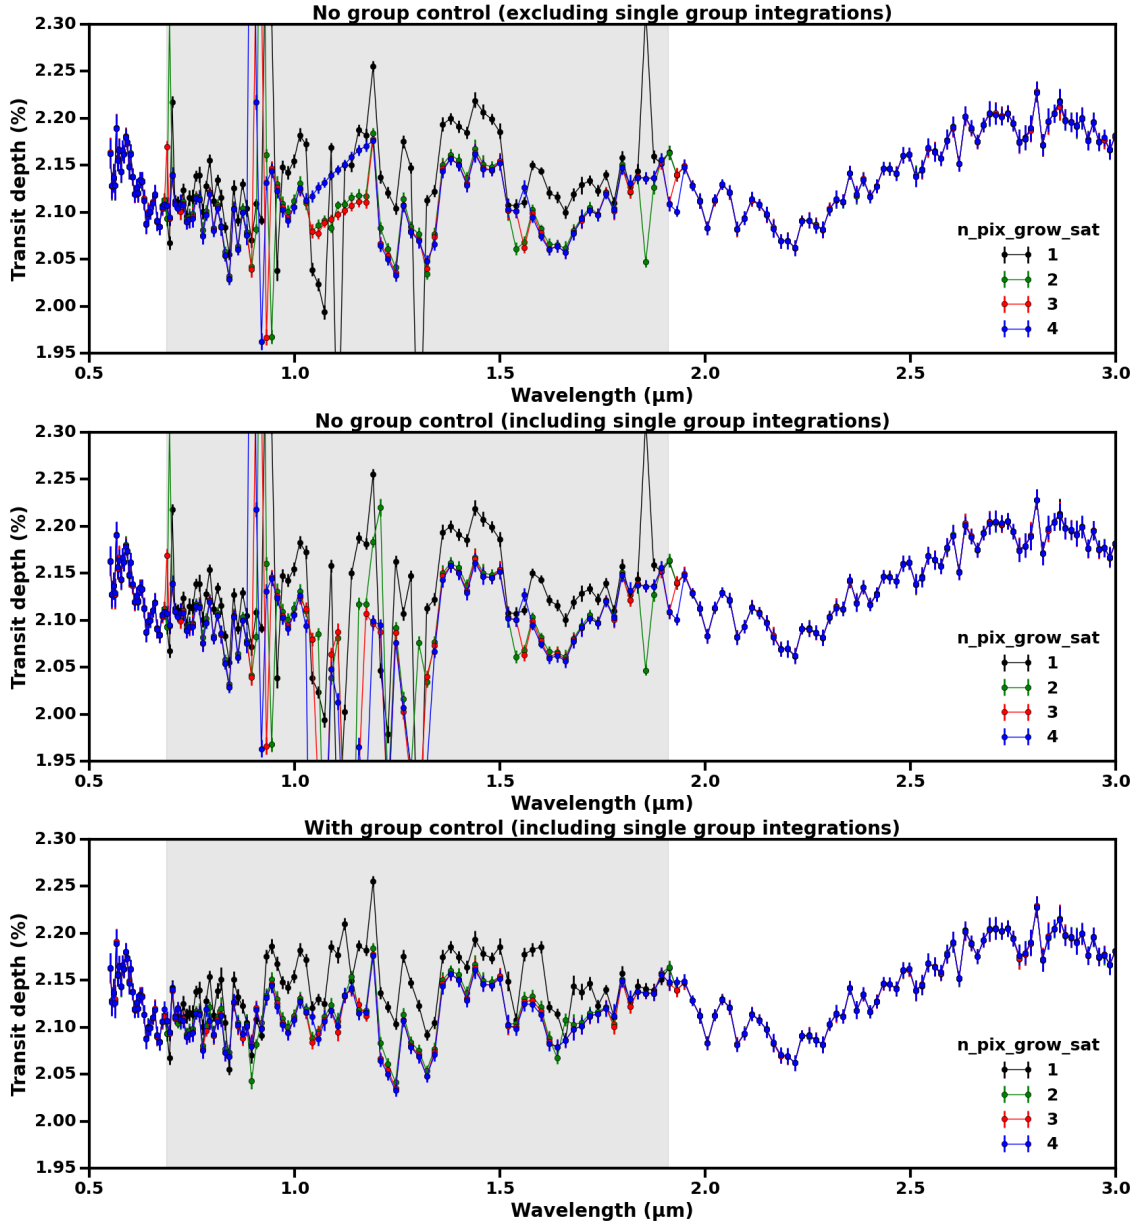 No group control (excluding single group integrations)
2.30
2.25
2.20
2.15
2.10
2.05
2.00
1.95
Transit depth (%)
n_pix_grow_sat
1
2
3
4
0.5 1.0 1.5 2.0 2.5 3.0
Wavelength (μm)
No group control (including single group integrations)
2.30
2.25
2.20
2.15
2.10
2.05
2.00
1.95
Transit depth (%)
n_pix_grow_sat
1
2
3
4
0.5 1.0 1.5 2.0 2.5 3.0
Wavelength (μm)
With group control (including single group integrations)
2.30
2.25
2.20
2.15
2.10
2.05
2.00
1.95
Transit depth (%)
n_pix_grow_sat
1
2
3
4
0.5 1.0 1.5 2.0 2.5 3.0
Wavelength (μm)